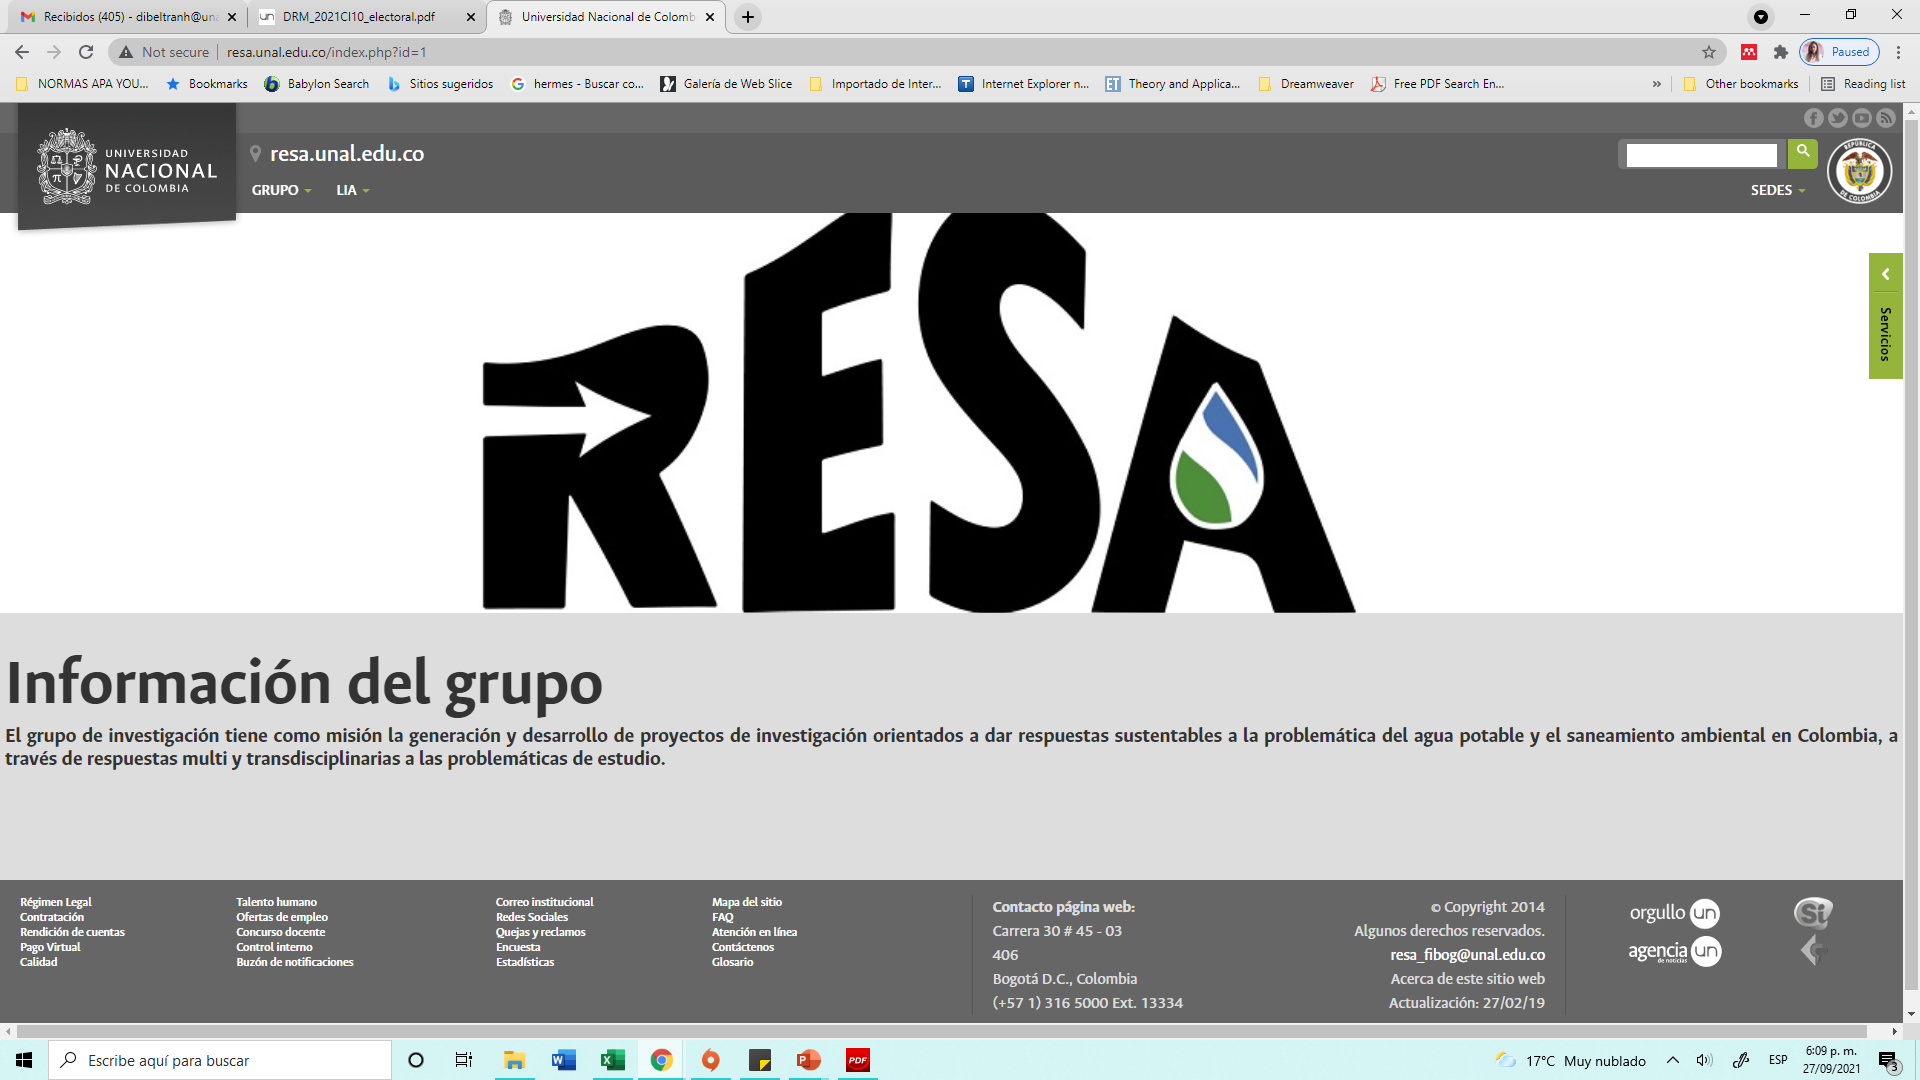 Recibidos (405) - dibeltranh@una
DRM_2021CI10_electoral.pdf
Universidad Nacional de Colomb
Not secure
resa.unal.edu.co/index.php?id=1
Paused
NORMAS APA YOU...
Bookmarks
Babylon Search
Sitios sugeridos
hermes - Buscar co...
Galería de Web Slice
Importado de Inter...
Internet Explorer n...
Theory and Applica...
Dreamweaver
Free PDF Search En...
»
Other bookmarks
Reading list
UNIVERSIDAD
NACIONAL
DE COLOMBIA
resa.unal.edu.co
GRUPO
LIA
SEDES
REPÚBLICA
DE COLOMBIA
RESA
Servicios
Información del grupo
El grupo de investigación tiene como misión la generación y desarrollo de proyectos de investigación orientados a dar respuestas sustentables a la problemática del agua potable y el saneamiento ambiental en Colombia, a
través de respuestas multi y transdisciplinarias a las problemáticas de estudio.
Régimen Legal
Contratación
Rendición de cuentas
Pago Virtual
Calidad
Talento humano
Ofertas de empleo
Concurso docente
Control interno
Buzón de notificaciones
Correo institucional
Redes Sociales
Quejas y reclamos
Encuesta
Estadísticas
Mapa del sitio
FAQ
Atención en línea
Contáctenos
Glosario
Contacto página web:
Carrera 30 # 45 - 03
406
Bogotá D.C., Colombia
(+57 1) 316 5000 Ext. 13334
© Copyright 2014
Algunos derechos reservados.
resa_fibog@unal.edu.co
Acerca de este sitio web
Actualización: 27/02/19
orgullo un
agencia un
de noticias
Si
Escribe aquí para buscar
PDF
17°C Muy nublado
ESP
6:09 p. m.
27/09/2021
3